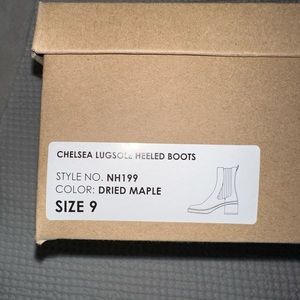 CHELSEA LUGSOLE HEELED BOOTS
STYLE NO. NH199
COLOR: DRIED MAPLE
SIZE 9